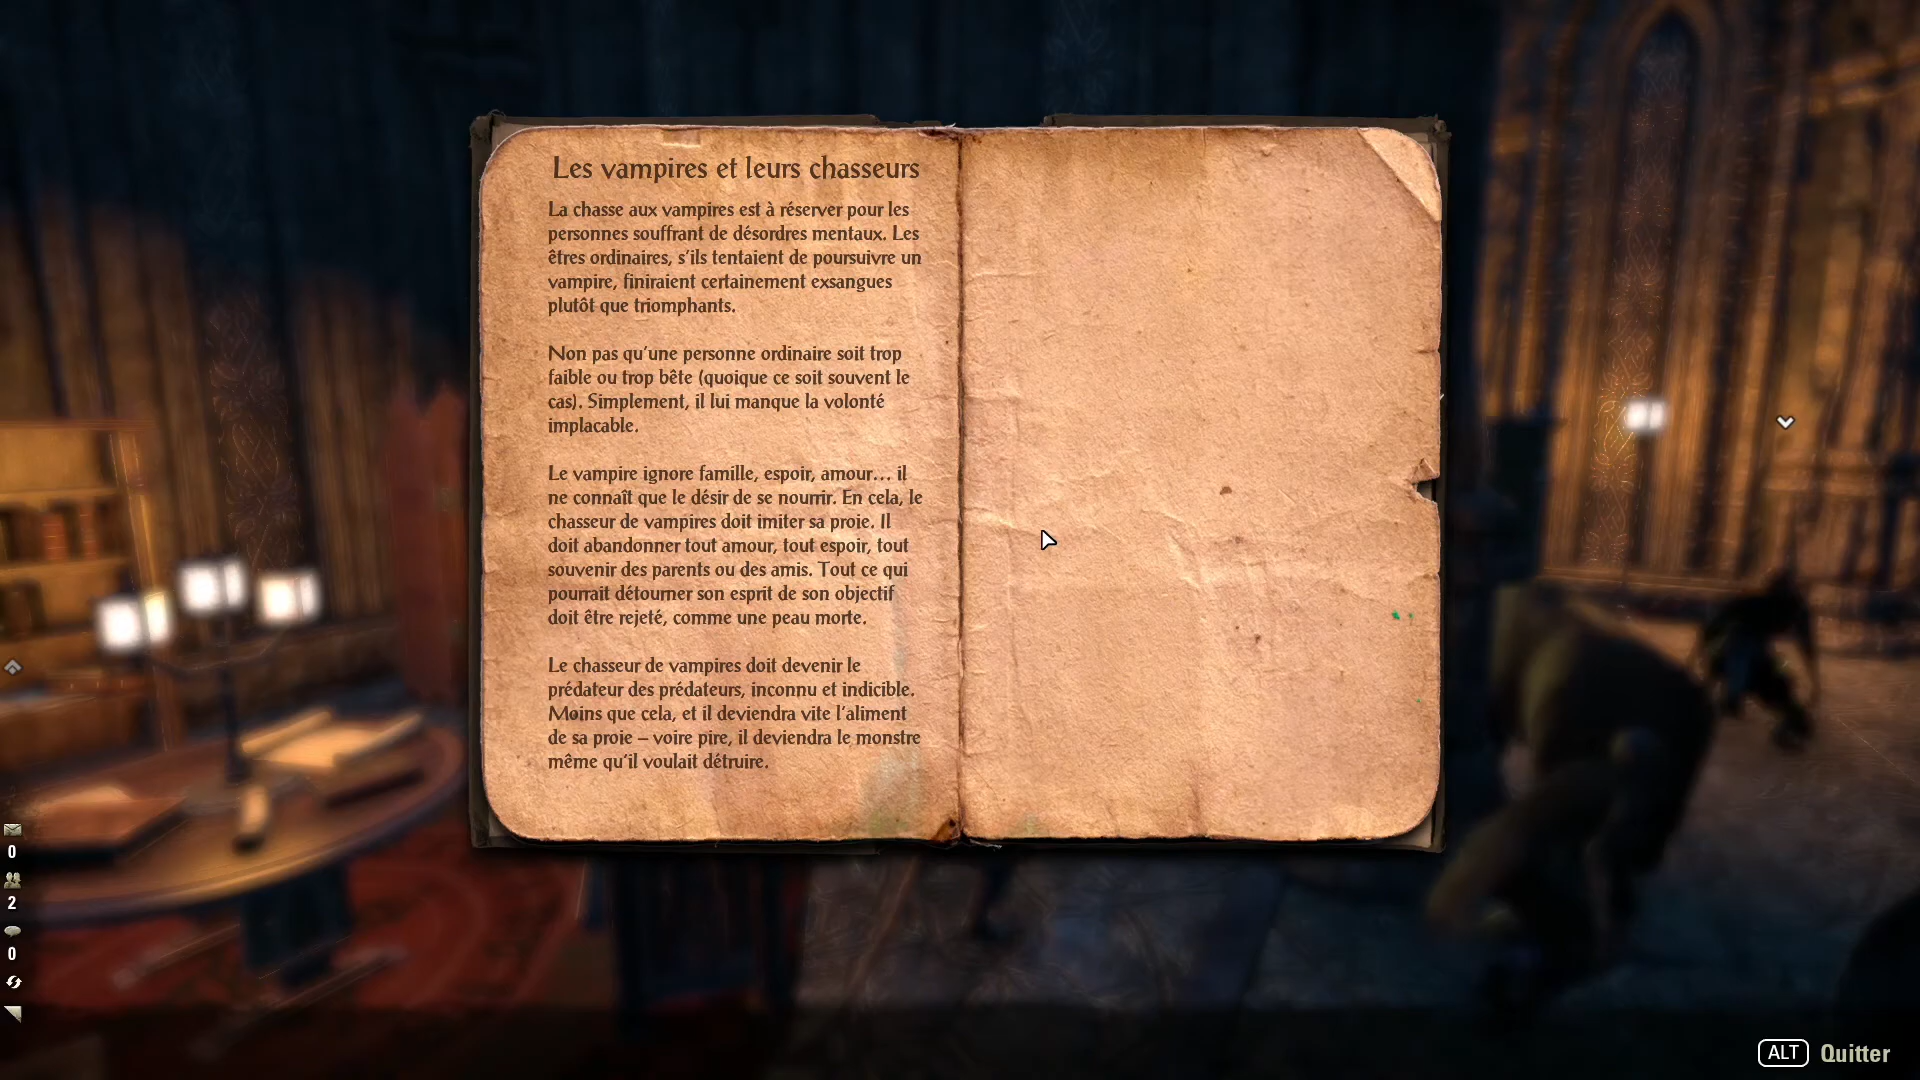 Les vampires et leurs chasseurs
La chasse aux vampires est à réserver pour les
personnes souffrant de désordres mentaux. Les
êtres ordinaires, s'ils tentaient de poursuivre un
vampire, finiraient certainement exsangues
plutôt que triomphants.
Non pas qu'une personne ordinaire soit trop
faible ou trop bête (quoique ce soit souvent le
cas). Simplement, il lui manque la volonté
implacable.
Le vampire ignore famille, espoir, amour… il
ne connaît que le désir de se nourrir. En cela, le
chasseur de vampires doit imiter sa proie. Il
doit abandonner tout amour, tout espoir, tout
souvenir des parents ou des amis. Tout ce qui
pourrait détourner son esprit de son objectif
doit être rejeté, comme une peau morte.
Le chasseur de vampires doit devenir le
prédateur des prédateurs, inconnu et indicible.
Moins que cela, et il deviendra vite l'aliment
de sa proie – voire pire, il deviendra le monstre
même qu'il voulait détruire.
0
2
0
ALT Quitter